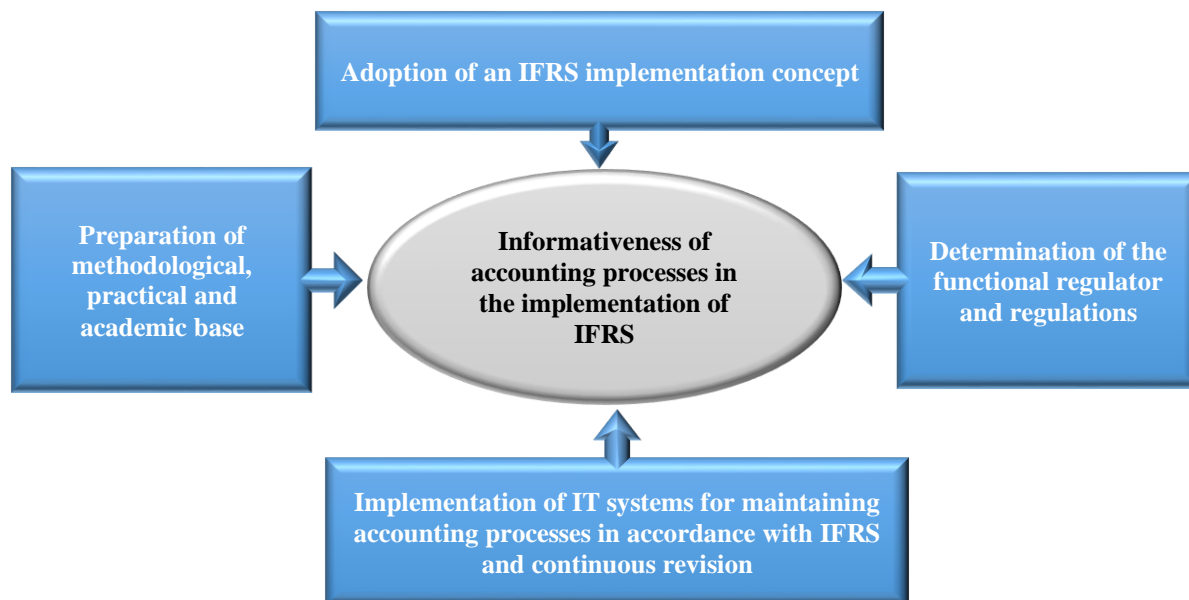 Adoption of an IFRS implementation concept
Preparation of
methodological,
practical and
academic base
Informativeness of
accounting processes in
the implementation of
IFRS
Determination of the
functional regulator
and regulations
Implementation of IT systems for maintaining
accounting processes in accordance with IFRS
and continuous revision